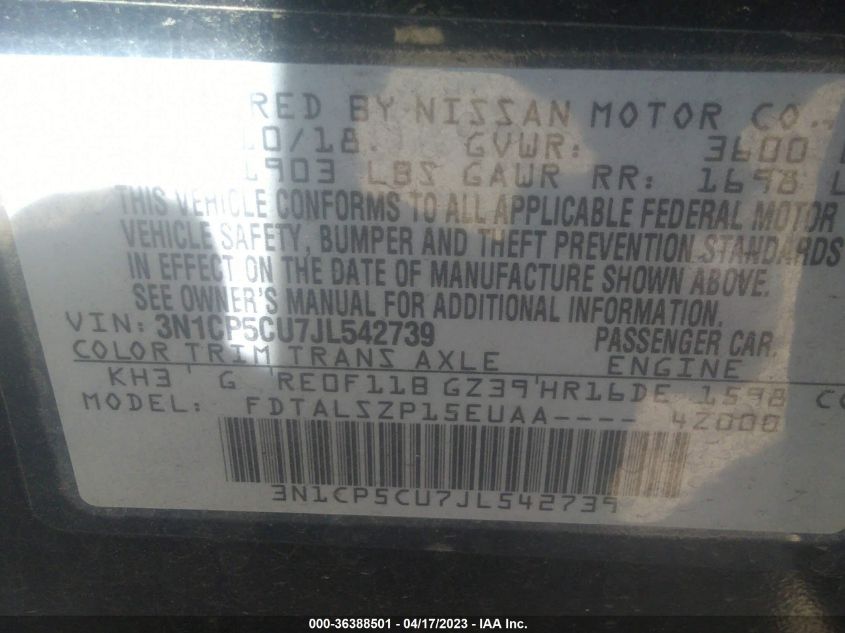 RED BY NISSAN MOTOR CO.,
10/18 GVWR: 3600
1903 LBS GAWR RR: 1698 L
THIS VEHICLE CONFORMS TO ALL APPLICABLE FEDERAL MOTOR
VEHICLE SAFETY, BUMPER AND THEFT PREVENTION STANDARDS
IN EFFECT ON THE DATE OF MANUFACTURE SHOWN ABOVE.
SEE OWNER'S MANUAL FOR ADDITIONAL INFORMATION.
VIN: 3N1CP5CU7JL542739 PASSENGER CAR
COLOR TRIM TRANS AXLE ENGINE
KH3 G RE0F11B GZ39 HR16DE 1598 CC
MODEL: FDTALSZP15EUAA---- 4Z000
3N1CP5CU7JL542739
000-36388501 - 04/17/2023 - IAA Inc.